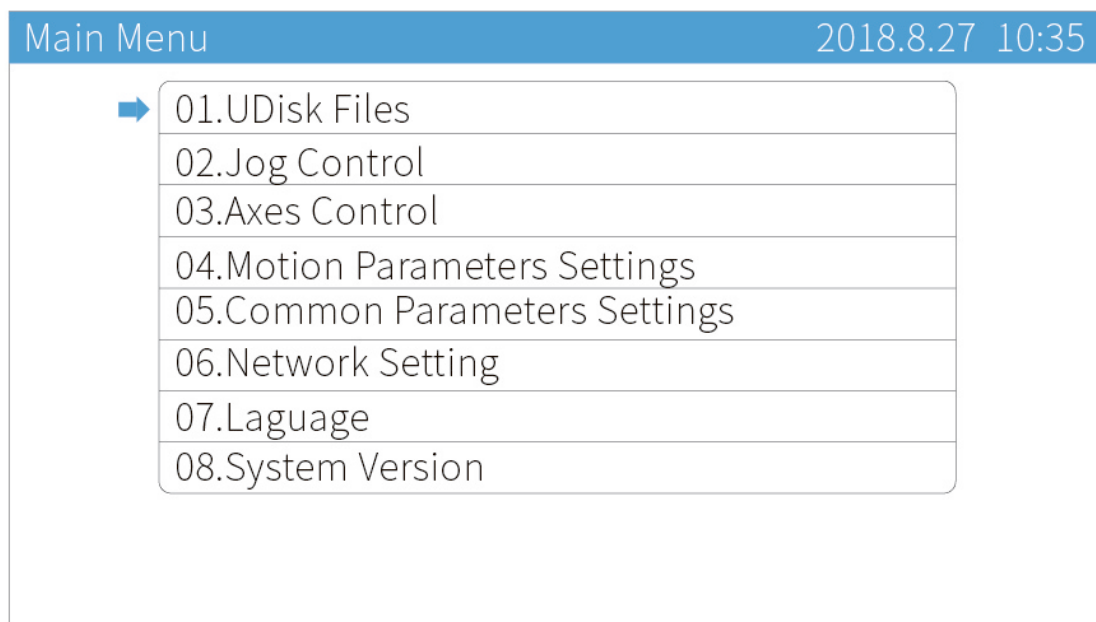 Main Menu 2018.8.27 10:35
01.UDisk Files
02.Jog Control
03.Axes Control
04.Motion Parameters Settings
05.Common Parameters Settings
06.Network Setting
07.Laguage
08.System Version